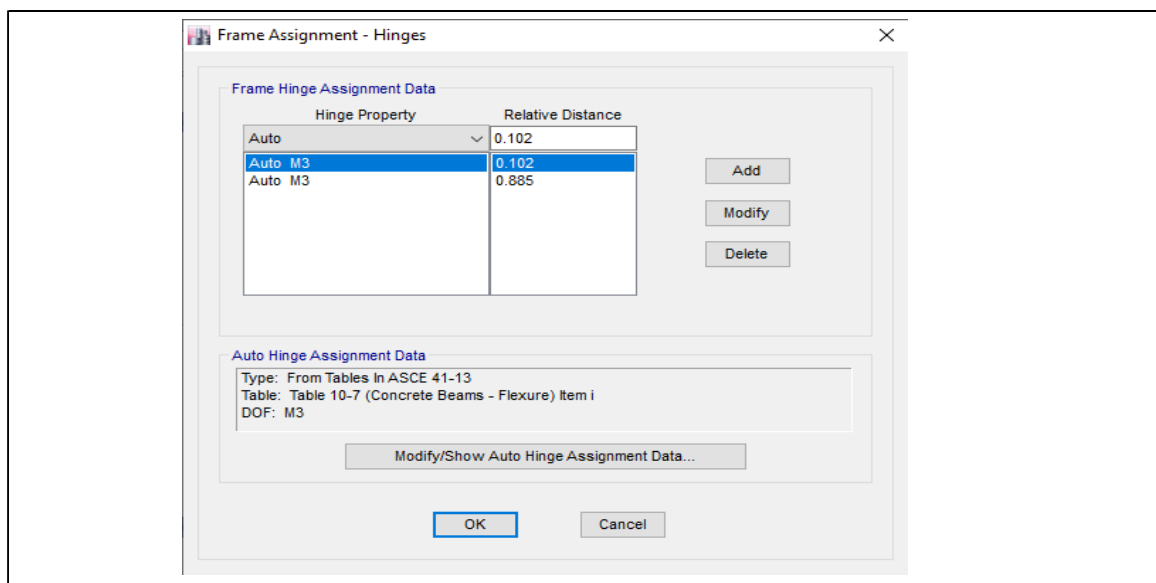 Frame Assignment - Hinges
Frame Hinge Assignment Data
Hinge Property Relative Distance
Auto 0.102
Auto M3 0.102
Auto M3 0.885
Add
Modify
Delete
Auto Hinge Assignment Data
Type: From Tables In ASCE 41-13
Table: Table 10-7 (Concrete Beams - Flexure) Item i
DOF: M3
Modify/Show Auto Hinge Assignment Data...
OK Cancel